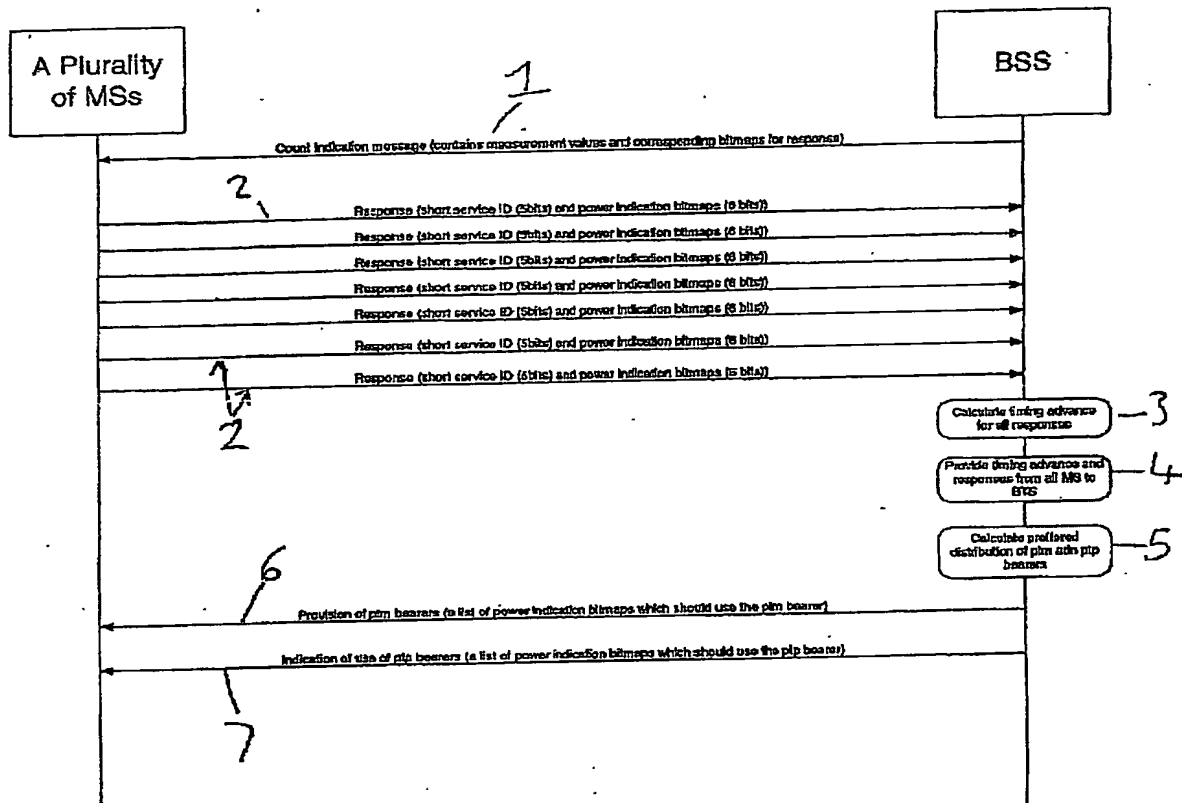 A Plurality
of MSs
BSS
1
Count indication message (contains measurement values and corresponding bitmaps for response)
2
Response (short service ID (5bits) and power indication bitmaps (6 bits))
Response (short service ID (5bits) and power indication bitmaps (6 bits))
Response (short service ID (5bits) and power indication bitmaps (6 bits))
Response (short service ID (5bits) and power indication bitmaps (6 bits))
Response (short service ID (5bits) and power indication bitmaps (6 bits))
Response (short service ID (5bits) and power indication bitmaps (6 bits))
Response (short service ID (5bits) and power indication bitmaps (6 bits))
2
Calculate timing advance
for all responses
3
Provide timing advance and
responses from all MS to
BSS
4
Calculate preffered
distribution of ptm adn ptp
bearers
5
6
Provision of ptm bearers (a list of power indication bitmaps which should use the ptm bearer)
Indication of use of ptp bearers (a list of power indication bitmaps which should use the ptp bearer)
7